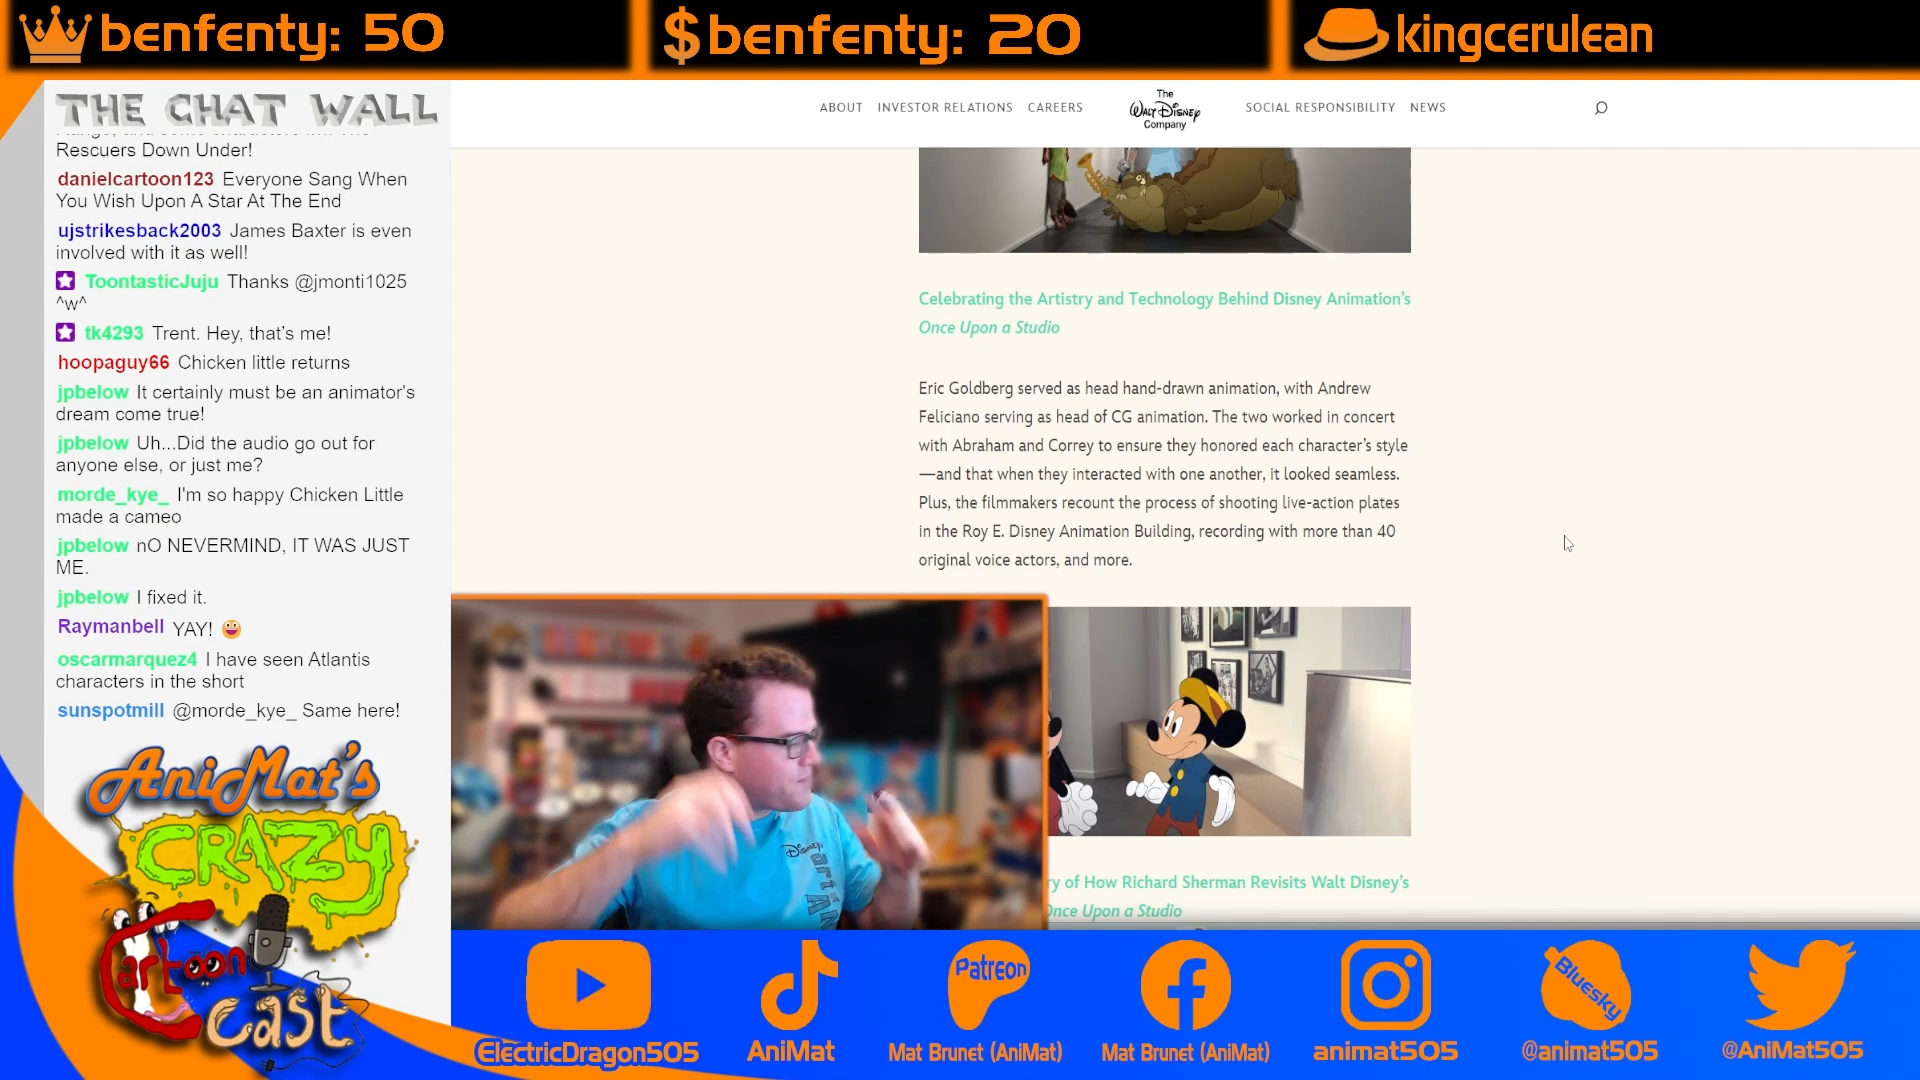 benfenty: 50
$ benfenty: 20
kingcerulean
THE CHAT WALL
Rescuers Down Under!
danielcartoon123 Everyone Sang When
You Wish Upon A Star At The End
ujstrikesback2003 James Baxter is even
involved with it as well!
ToontasticJuju Thanks @jmonti1025
^w^
tk4293 Trent. Hey, that's me!
hoopaguy66 Chicken little returns
jpbelow It certainly must be an animator's
dream come true!
jpbelow Uh...Did the audio go out for
anyone else, or just me?
morde_kye_ I'm so happy Chicken Little
made a cameo
jpbelow nO NEVERMIND, IT WAS JUST
ME.
jpbelow I fixed it.
Raymanbell YAY!
oscarmarquez4 I have seen Atlantis
characters in the short
sunspotmill @morde_kye_ Same here!
AniMat's
CRAZY
Cartoon
Cast
ABOUT INVESTOR RELATIONS CAREERS
The
Walt Disney
Company
SOCIAL RESPONSIBILITY NEWS
Celebrating the Artistry and Technology Behind Disney Animation's
Once Upon a Studio
Eric Goldberg served as head hand-drawn animation, with Andrew
Feliciano serving as head of CG animation. The two worked in concert
with Abraham and Correy to ensure they honored each character's style
—and that when they interacted with one another, it looked seamless.
Plus, the filmmakers recount the process of shooting live-action plates
in the Roy E. Disney Animation Building, recording with more than 40
original voice actors, and more.
Disney
of How Richard Sherman Revisits Walt Disney's
Once Upon a Studio
Patreon
Bluesky
ElectricDragon505
AniMat
Mat Brunet (AniMat)
Mat Brunet (AniMat)
animat505
@animat505
@AniMat505